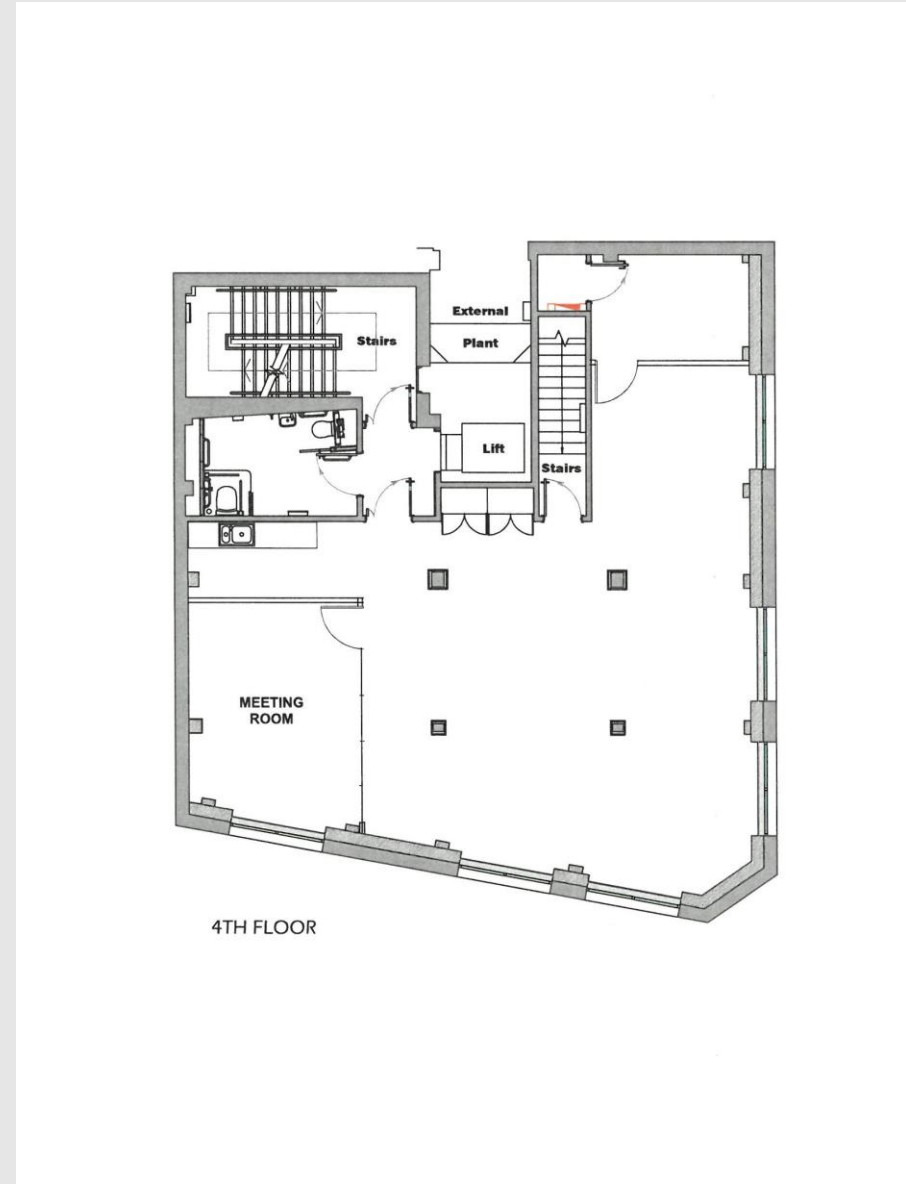 External
Stairs
Plant
Lift
Stairs
MEETING
ROOM
4TH FLOOR